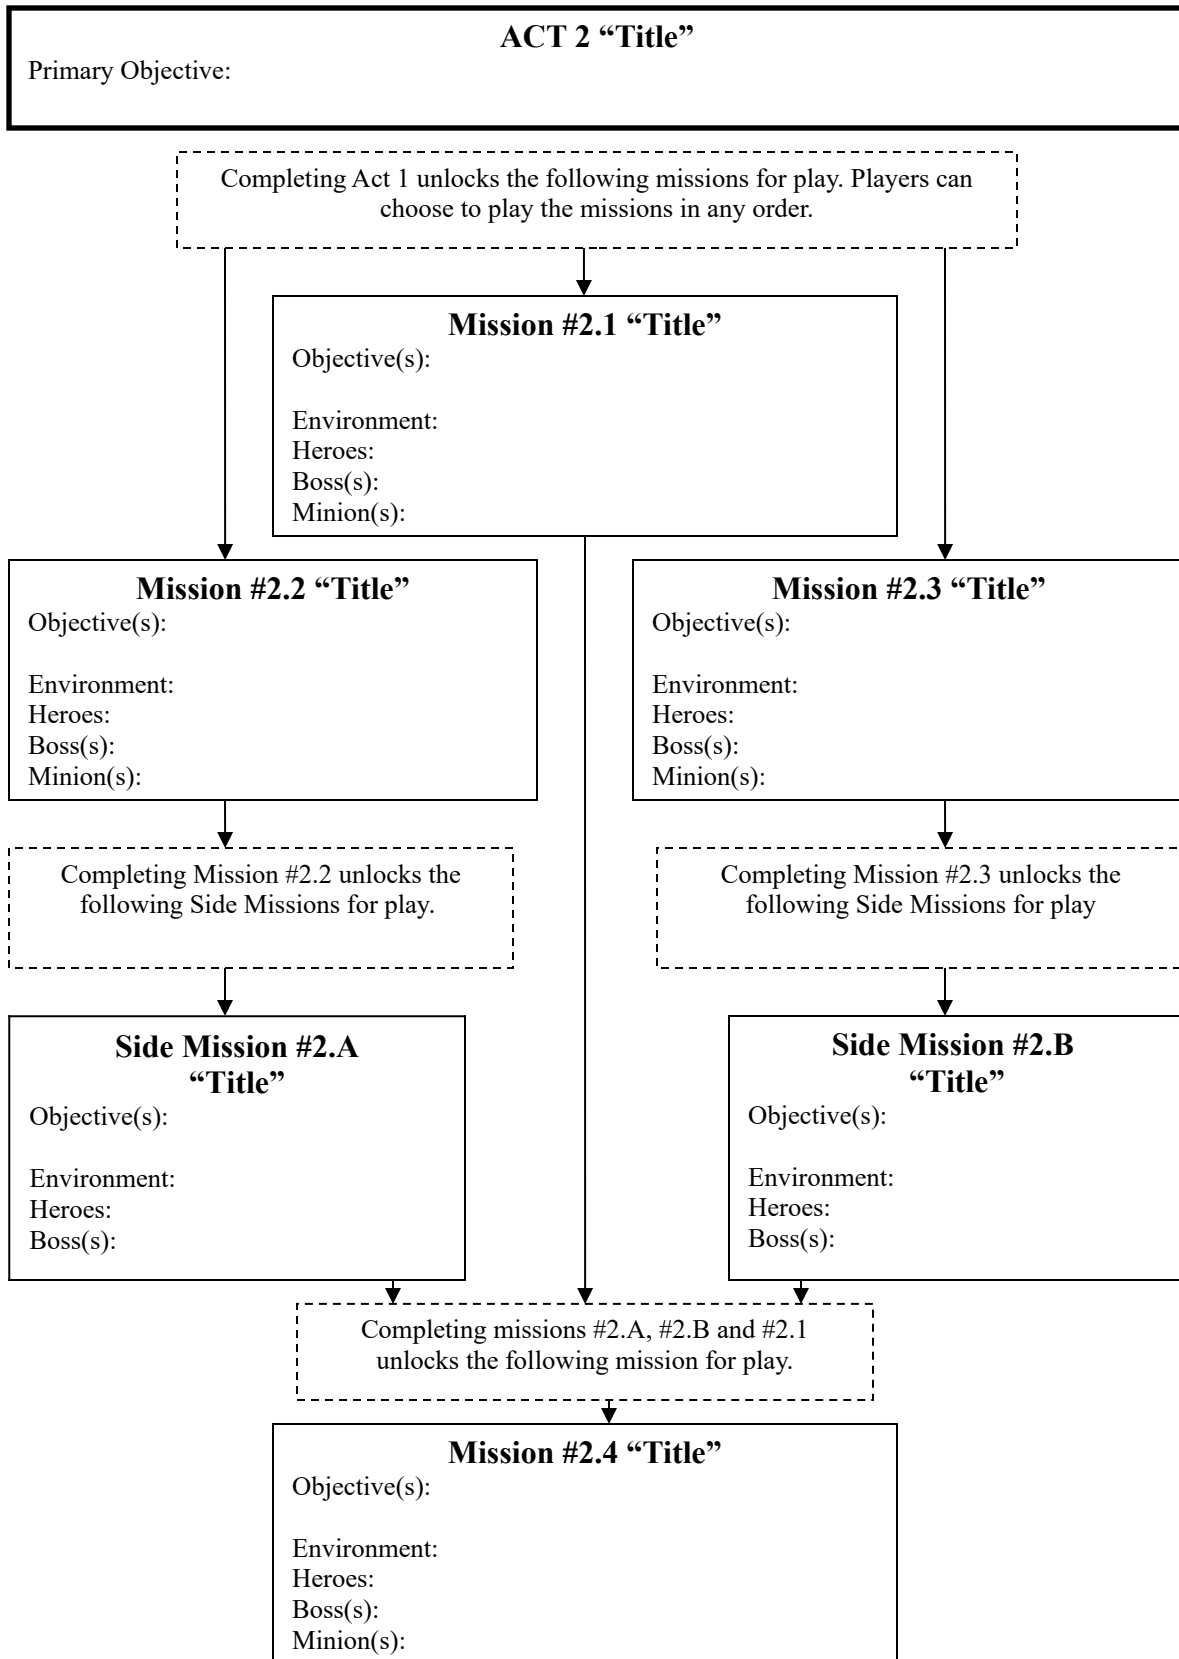 ACT 2 “Title”
Primary Objective:
Completing Act 1 unlocks the following missions for play. Players can
choose to play the missions in any order.
Mission #2.1 “Title”
Objective(s):
Environment:
Heroes:
Boss(s):
Minion(s):
Mission #2.2 “Title”
Objective(s):
Environment:
Heroes:
Boss(s):
Minion(s):
Mission #2.3 “Title”
Objective(s):
Environment:
Heroes:
Boss(s):
Minion(s):
Completing Mission #2.2 unlocks the
following Side Missions for play.
Completing Mission #2.3 unlocks the
following Side Missions for play
Side Mission #2.A
“Title”
Objective(s):
Environment:
Heroes:
Boss(s):
Side Mission #2.B
“Title”
Objective(s):
Environment:
Heroes:
Boss(s):
Completing missions #2.A, #2.B and #2.1
unlocks the following mission for play.
Mission #2.4 “Title”
Objective(s):
Environment:
Heroes:
Boss(s):
Minion(s):